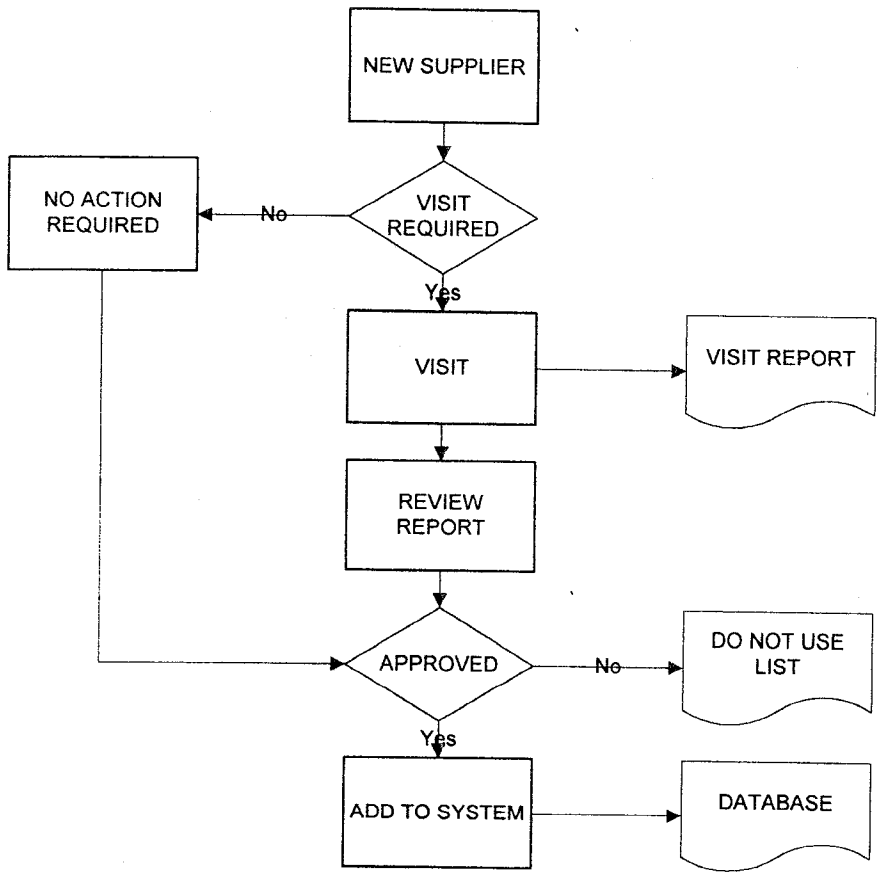 NEW SUPPLIER
NO ACTION
REQUIRED
No
VISIT
REQUIRED
Yes
VISIT
VISIT REPORT
REVIEW
REPORT
APPROVED
No
DO NOT USE
LIST
Yes
ADD TO SYSTEM
DATABASE